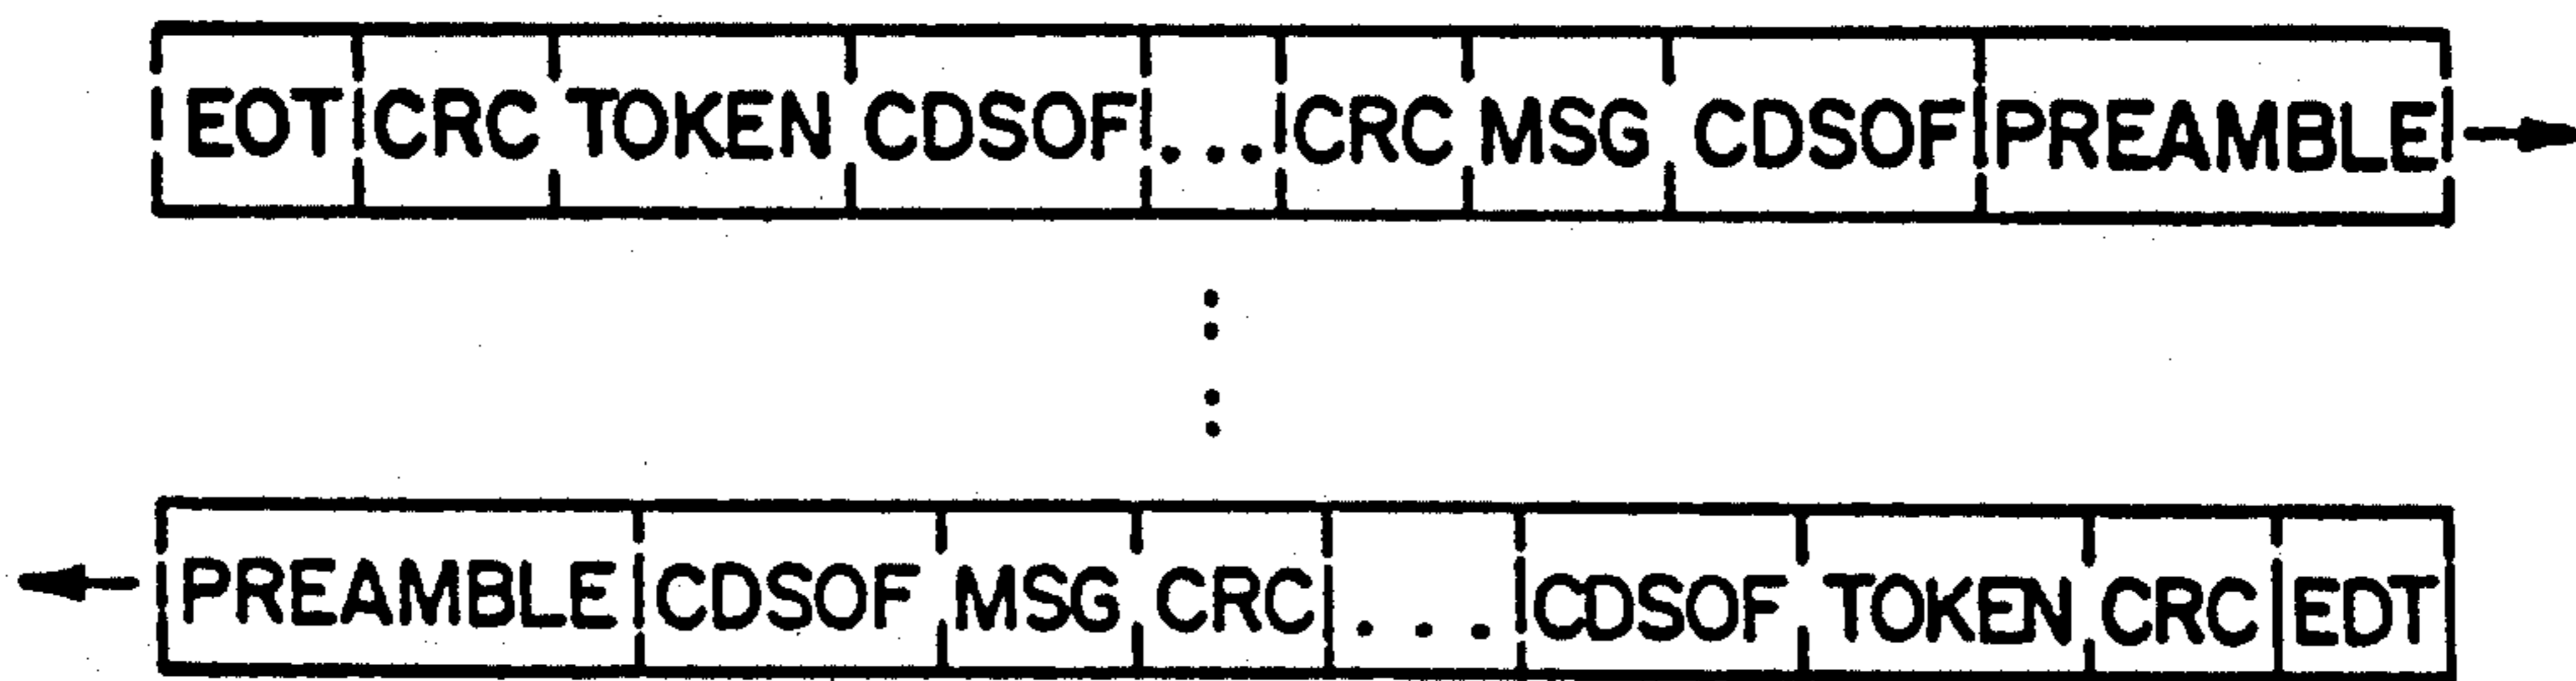 EOT CRC TOKEN CDSOF ... CRC MSG CDSOF PREAMBLE
PREAMBLE CDSOF MSG CRC ... CDSOF TOKEN CRC EDT